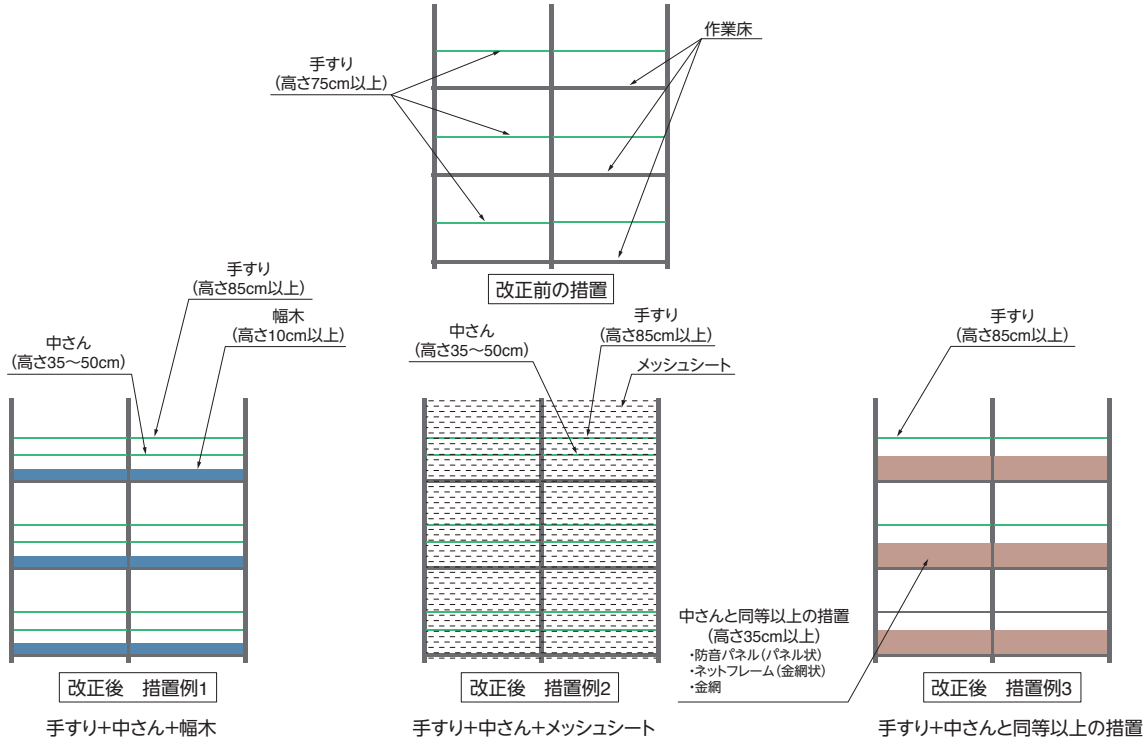 作業床
手すり
(高さ75cm以上)
改正前の措置
手すり
(高さ85cm以上)
幅木
(高さ10cm以上)
中さん
(高さ35〜50cm)
改正後　措置例1
手すり+中さん+幅木
手すり
(高さ85cm以上)
中さん
(高さ35〜50cm)
メッシュシート
改正後　措置例2
手すり+中さん+メッシュシート
手すり
(高さ85cm以上)
中さんと同等以上の措置
(高さ35cm以上)
・防音パネル(パネル状)
・ネットフレーム(金網状)
・金網
改正後　措置例3
手すり+中さんと同等以上の措置